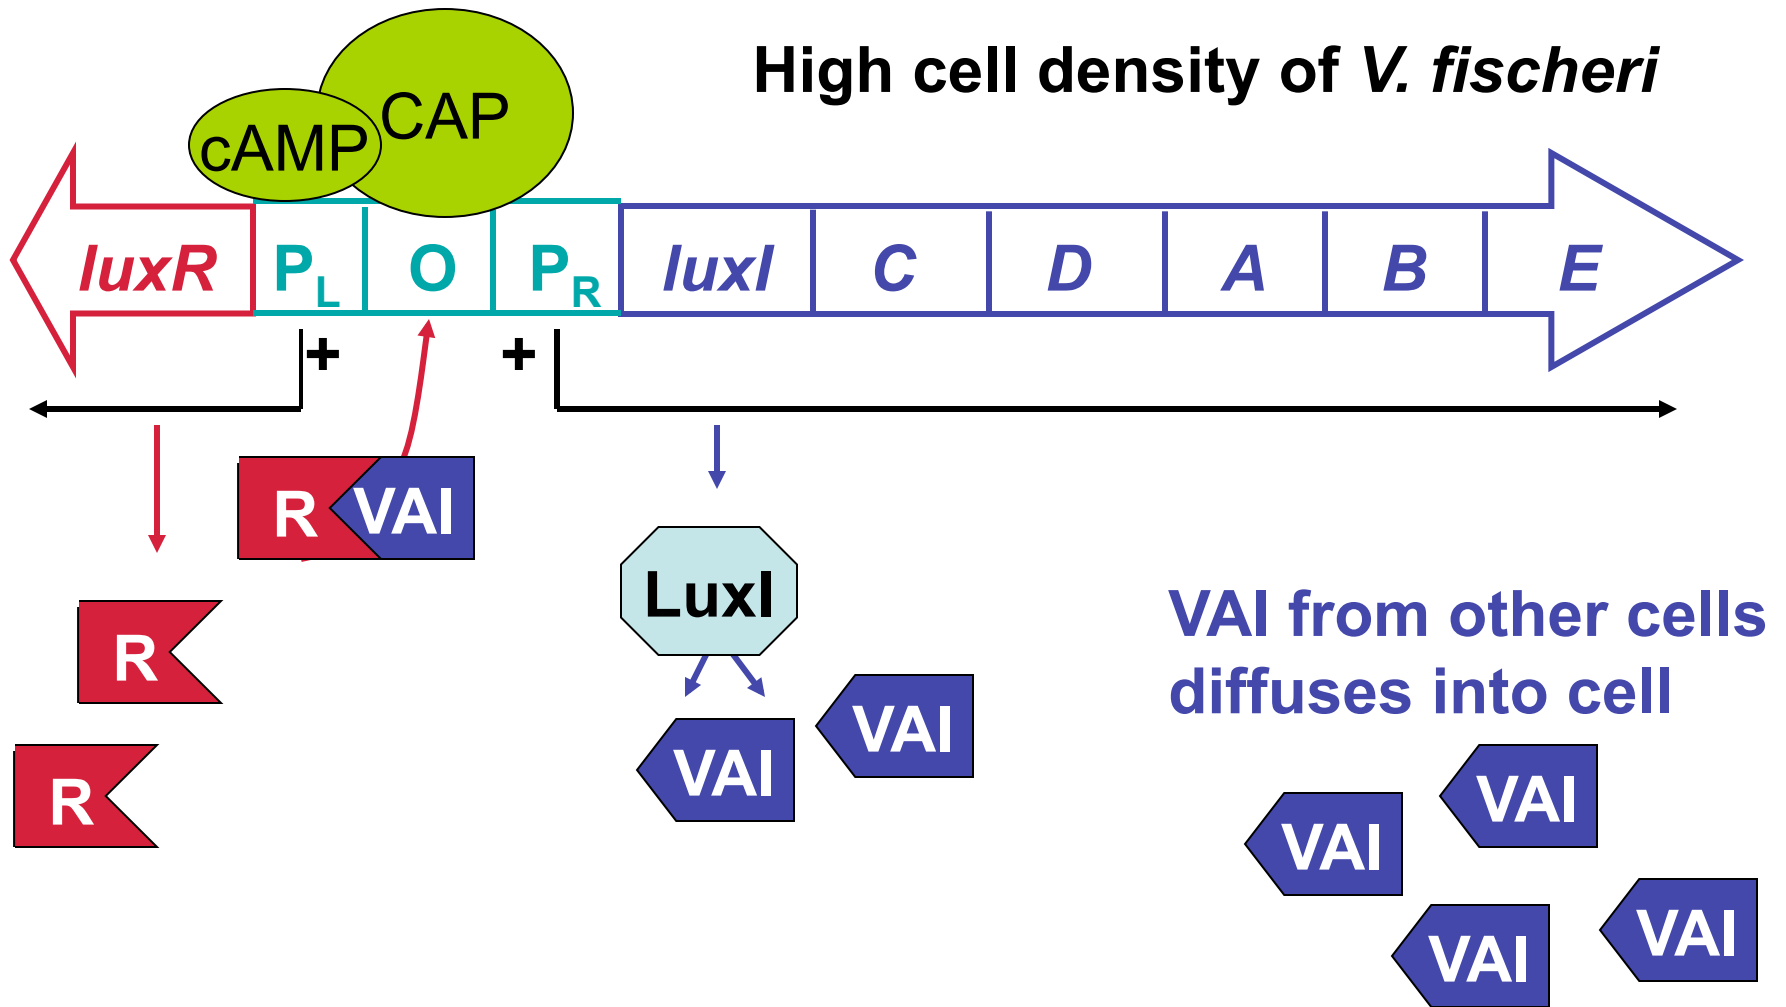 High cell density of V. fischeri
CAP
cAMP
luxR PL O PR luxI C D A B E
+ +
R VAI
LuxI
VAI from other cells
diffuses into cell
R
VAI VAI
R
VAI VAI
VAI VAI